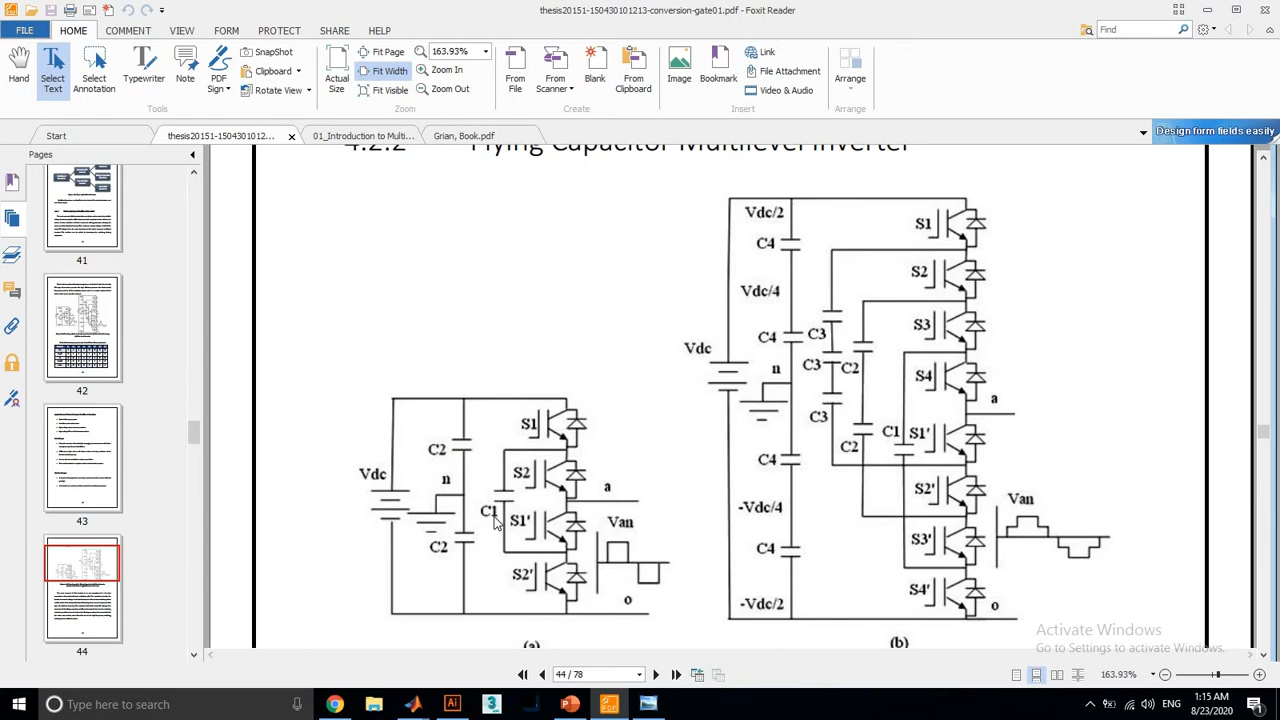 thesis20151-150430101213-conversion-gate01.pdf - Foxit Reader
FILE HOME COMMENT VIEW FORM PROTECT SHARE HELP
Find
Hand
Select Text
Select Annotation
Typewriter
Note
PDF Sign
SnapShot
Clipboard
Rotate View
Tools
Actual Size
Fit Page
Fit Width
Fit Visible
163.93%
Zoom In
Zoom Out
Zoom
From File
From Scanner
Blank
From Clipboard
Create
Image
Bookmark
Link
File Attachment
Video & Audio
Insert
Arrange
Arrange
Start
thesis20151-1504301012...
01_Introduction to Multi...
Grian, Book.pdf
Design form fields easily
Pages
41
42
43
44
4.2.2 Flying Capacitor Multilevel Inverter
Vdc
C2
n
C2
C1
S1
S2
S1'
S2'
a
Van
o
(a)
Vdc
Vdc/2
C4
Vdc/4
C4
n
C4
-Vdc/4
C4
-Vdc/2
C3
C3
C3
C2
C2
C1
S1
S2
S3
S4
S1'
S2'
S3'
S4'
a
Van
o
(b)
Activate Windows
Go to Settings to activate Windows.
44 / 78
163.93%
Type here to search
Ai
PDF
ENG
1:15 AM
8/23/2020